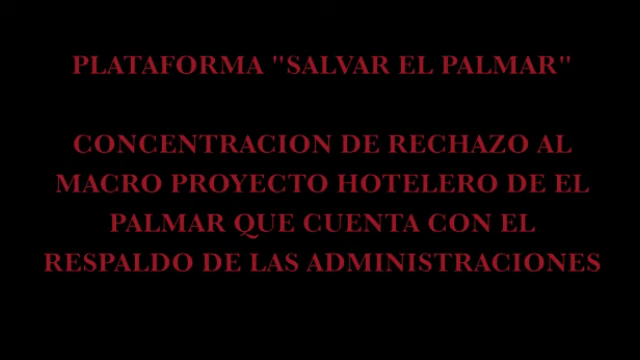 PLATAFORMA "SALVAR EL PALMAR"
CONCENTRACION DE RECHAZO AL
MACRO PROYECTO HOTELERO DE EL
PALMAR QUE CUENTA CON EL
RESPALDO DE LAS ADMINISTRACIONES